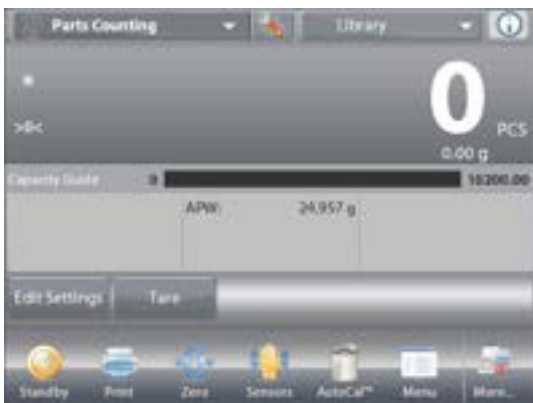 Parts Counting Library
*
0
>0< PCS
0.00 g
Capacity Guide 0 10200.00
APW: 24.957 g
Edit Settings Tare
Standby Print Zero Sensors AutoCal™ Menu More...